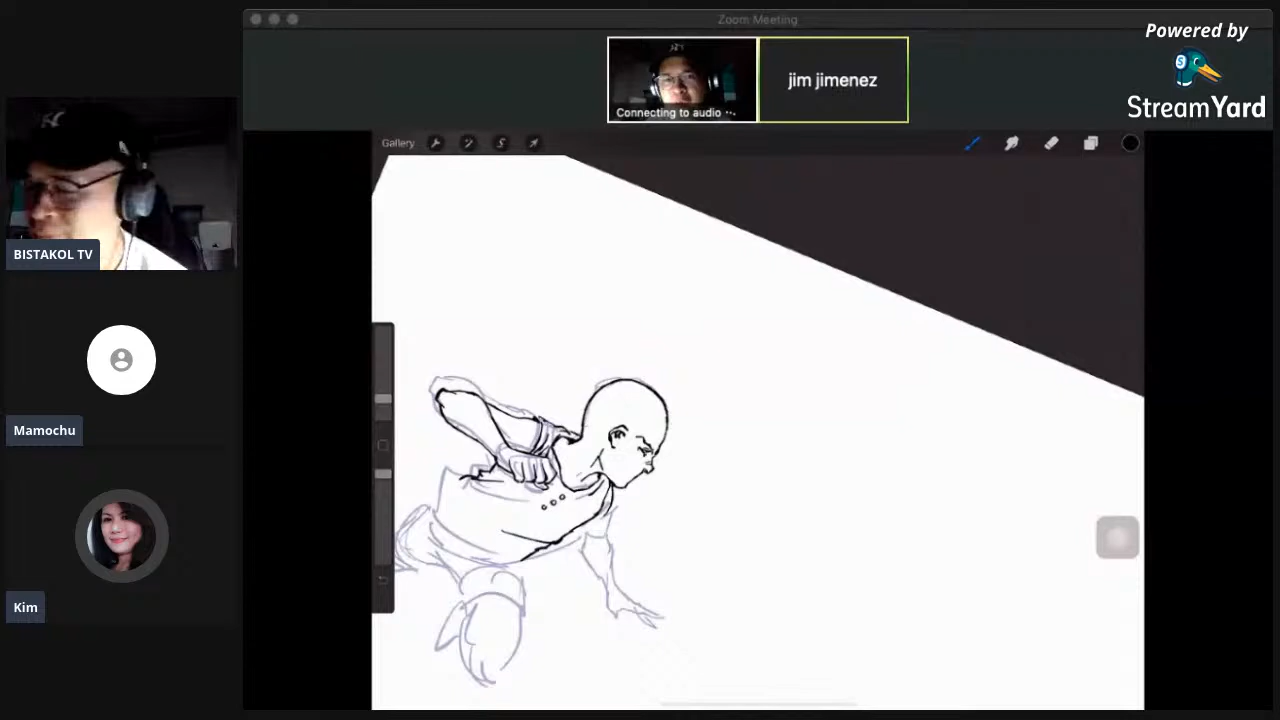 Zoom Meeting
Powered by
StreamYard
Connecting to audio ···
jim jimenez
Gallery
BISTAKOL TV
Mamochu
Kim